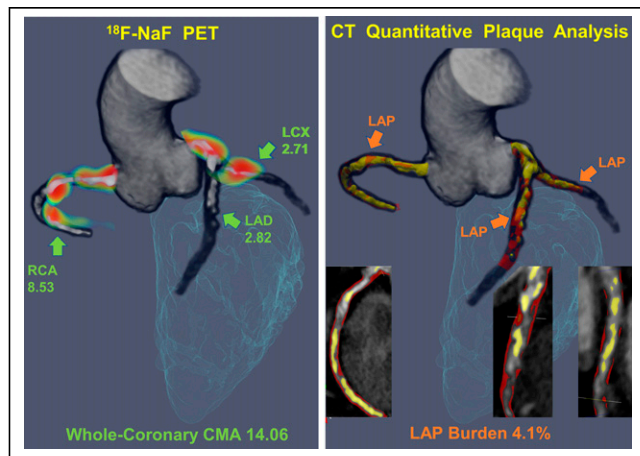 ¹⁸F-NaF PET
LCX
2.71
LAD
2.82
RCA
8.53
Whole-Coronary CMA 14.06
CT Quantitative Plaque Analysis
LAP
LAP
LAP
LAP Burden 4.1%